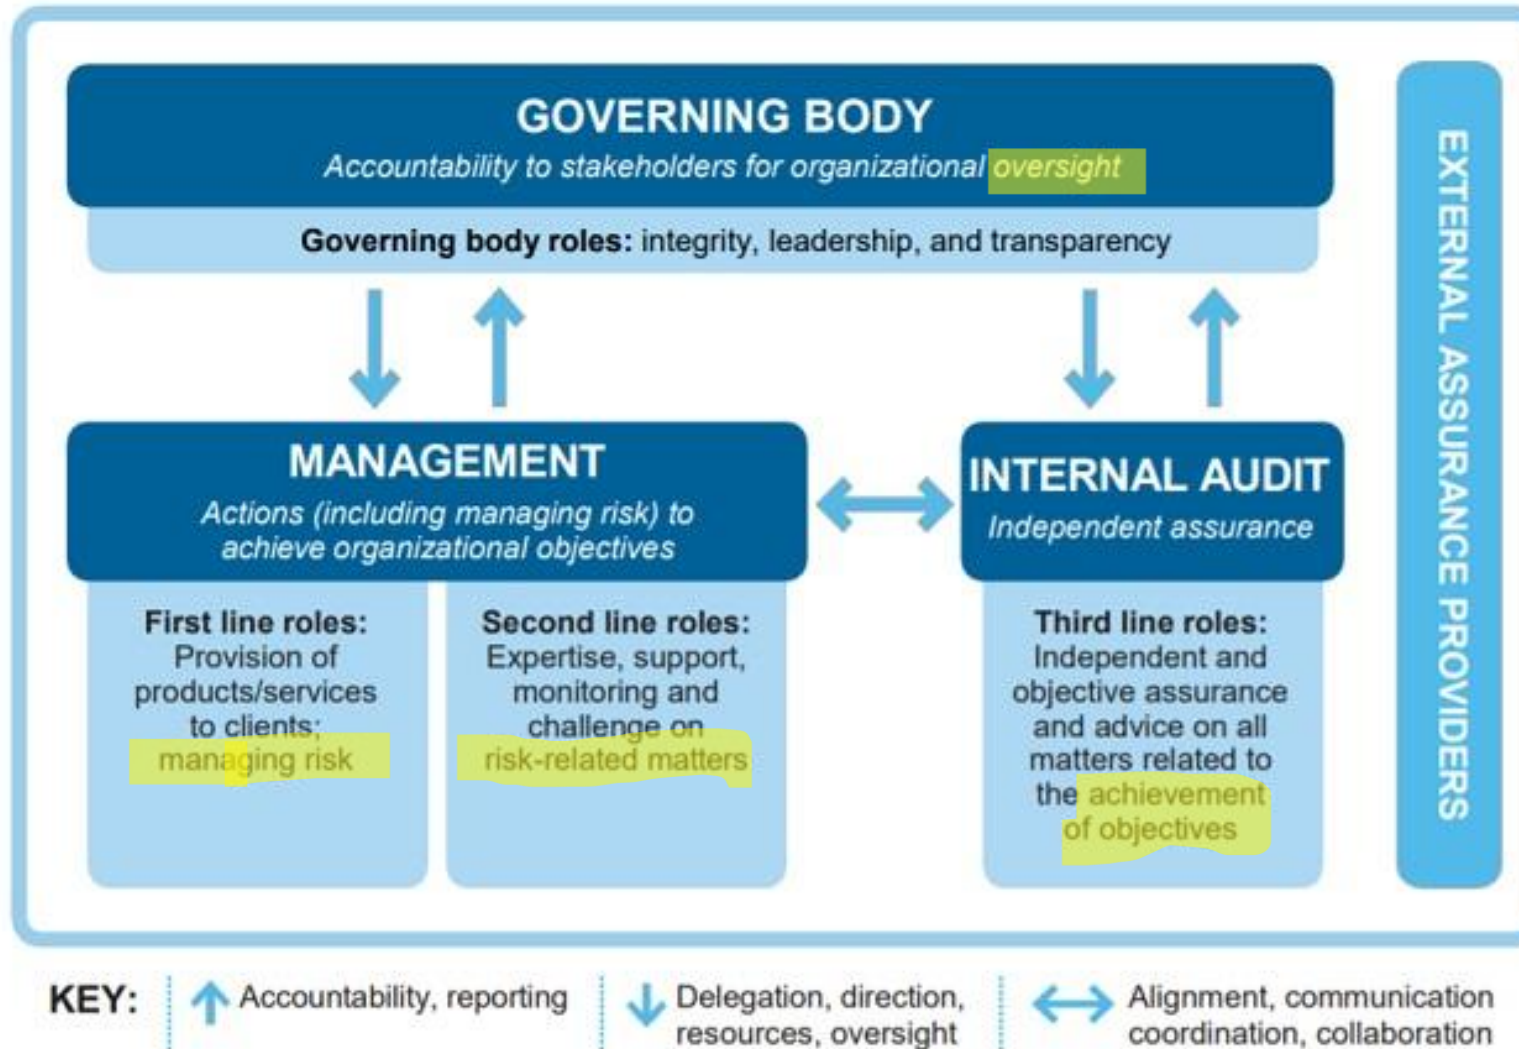 GOVERNING BODY
Accountability to stakeholders for organizational oversight
Governing body roles: integrity, leadership, and transparency
MANAGEMENT
Actions (including managing risk) to
achieve organizational objectives
First line roles:
Provision of
products/services
to clients;
managing risk
Second line roles:
Expertise, support,
monitoring and
challenge on
risk-related matters
INTERNAL AUDIT
Independent assurance
Third line roles:
Independent and
objective assurance
and advice on all
matters related to
the achievement
of objectives
EXTERNAL ASSURANCE PROVIDERS
KEY:
Accountability, reporting
Delegation, direction,
resources, oversight
Alignment, communication
coordination, collaboration